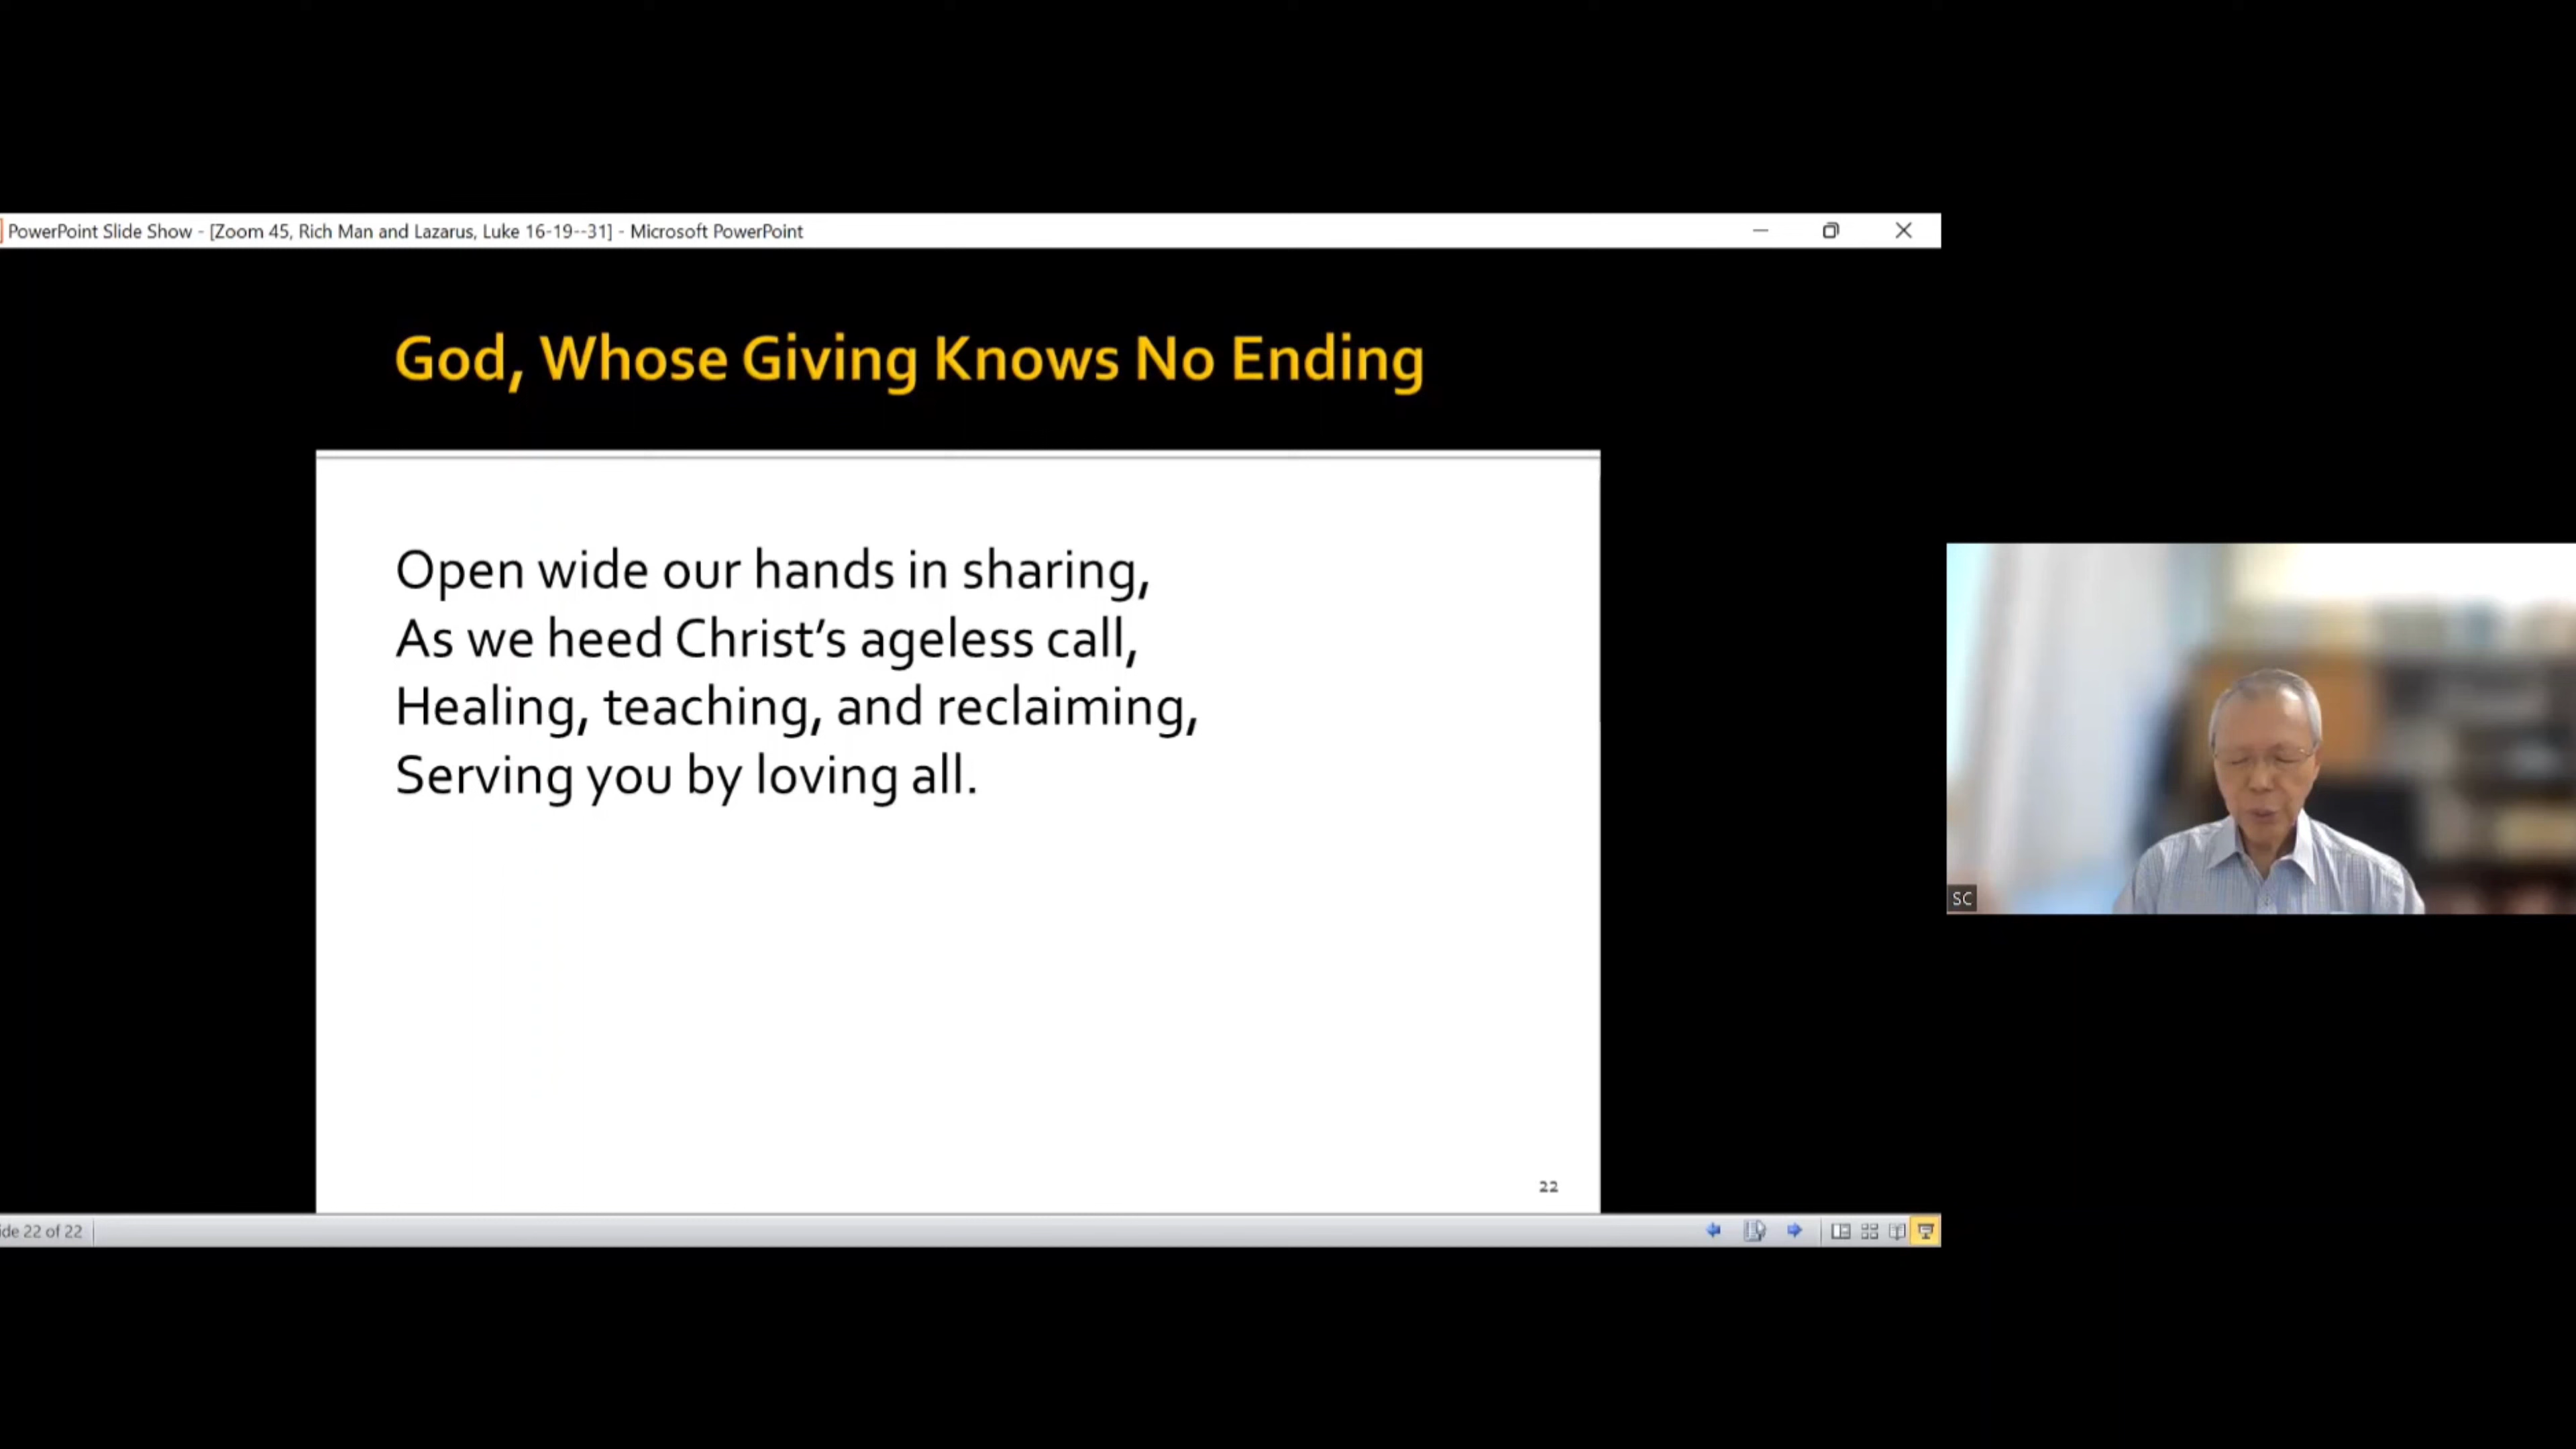 PowerPoint Slide Show - [Zoom 45, Rich Man and Lazarus, Luke 16-19--31] - Microsoft PowerPoint
God, Whose Giving Knows No Ending
Open wide our hands in sharing,
As we heed Christ’s ageless call,
Healing, teaching, and reclaiming,
Serving you by loving all.
SC
22
ide 22 of 22